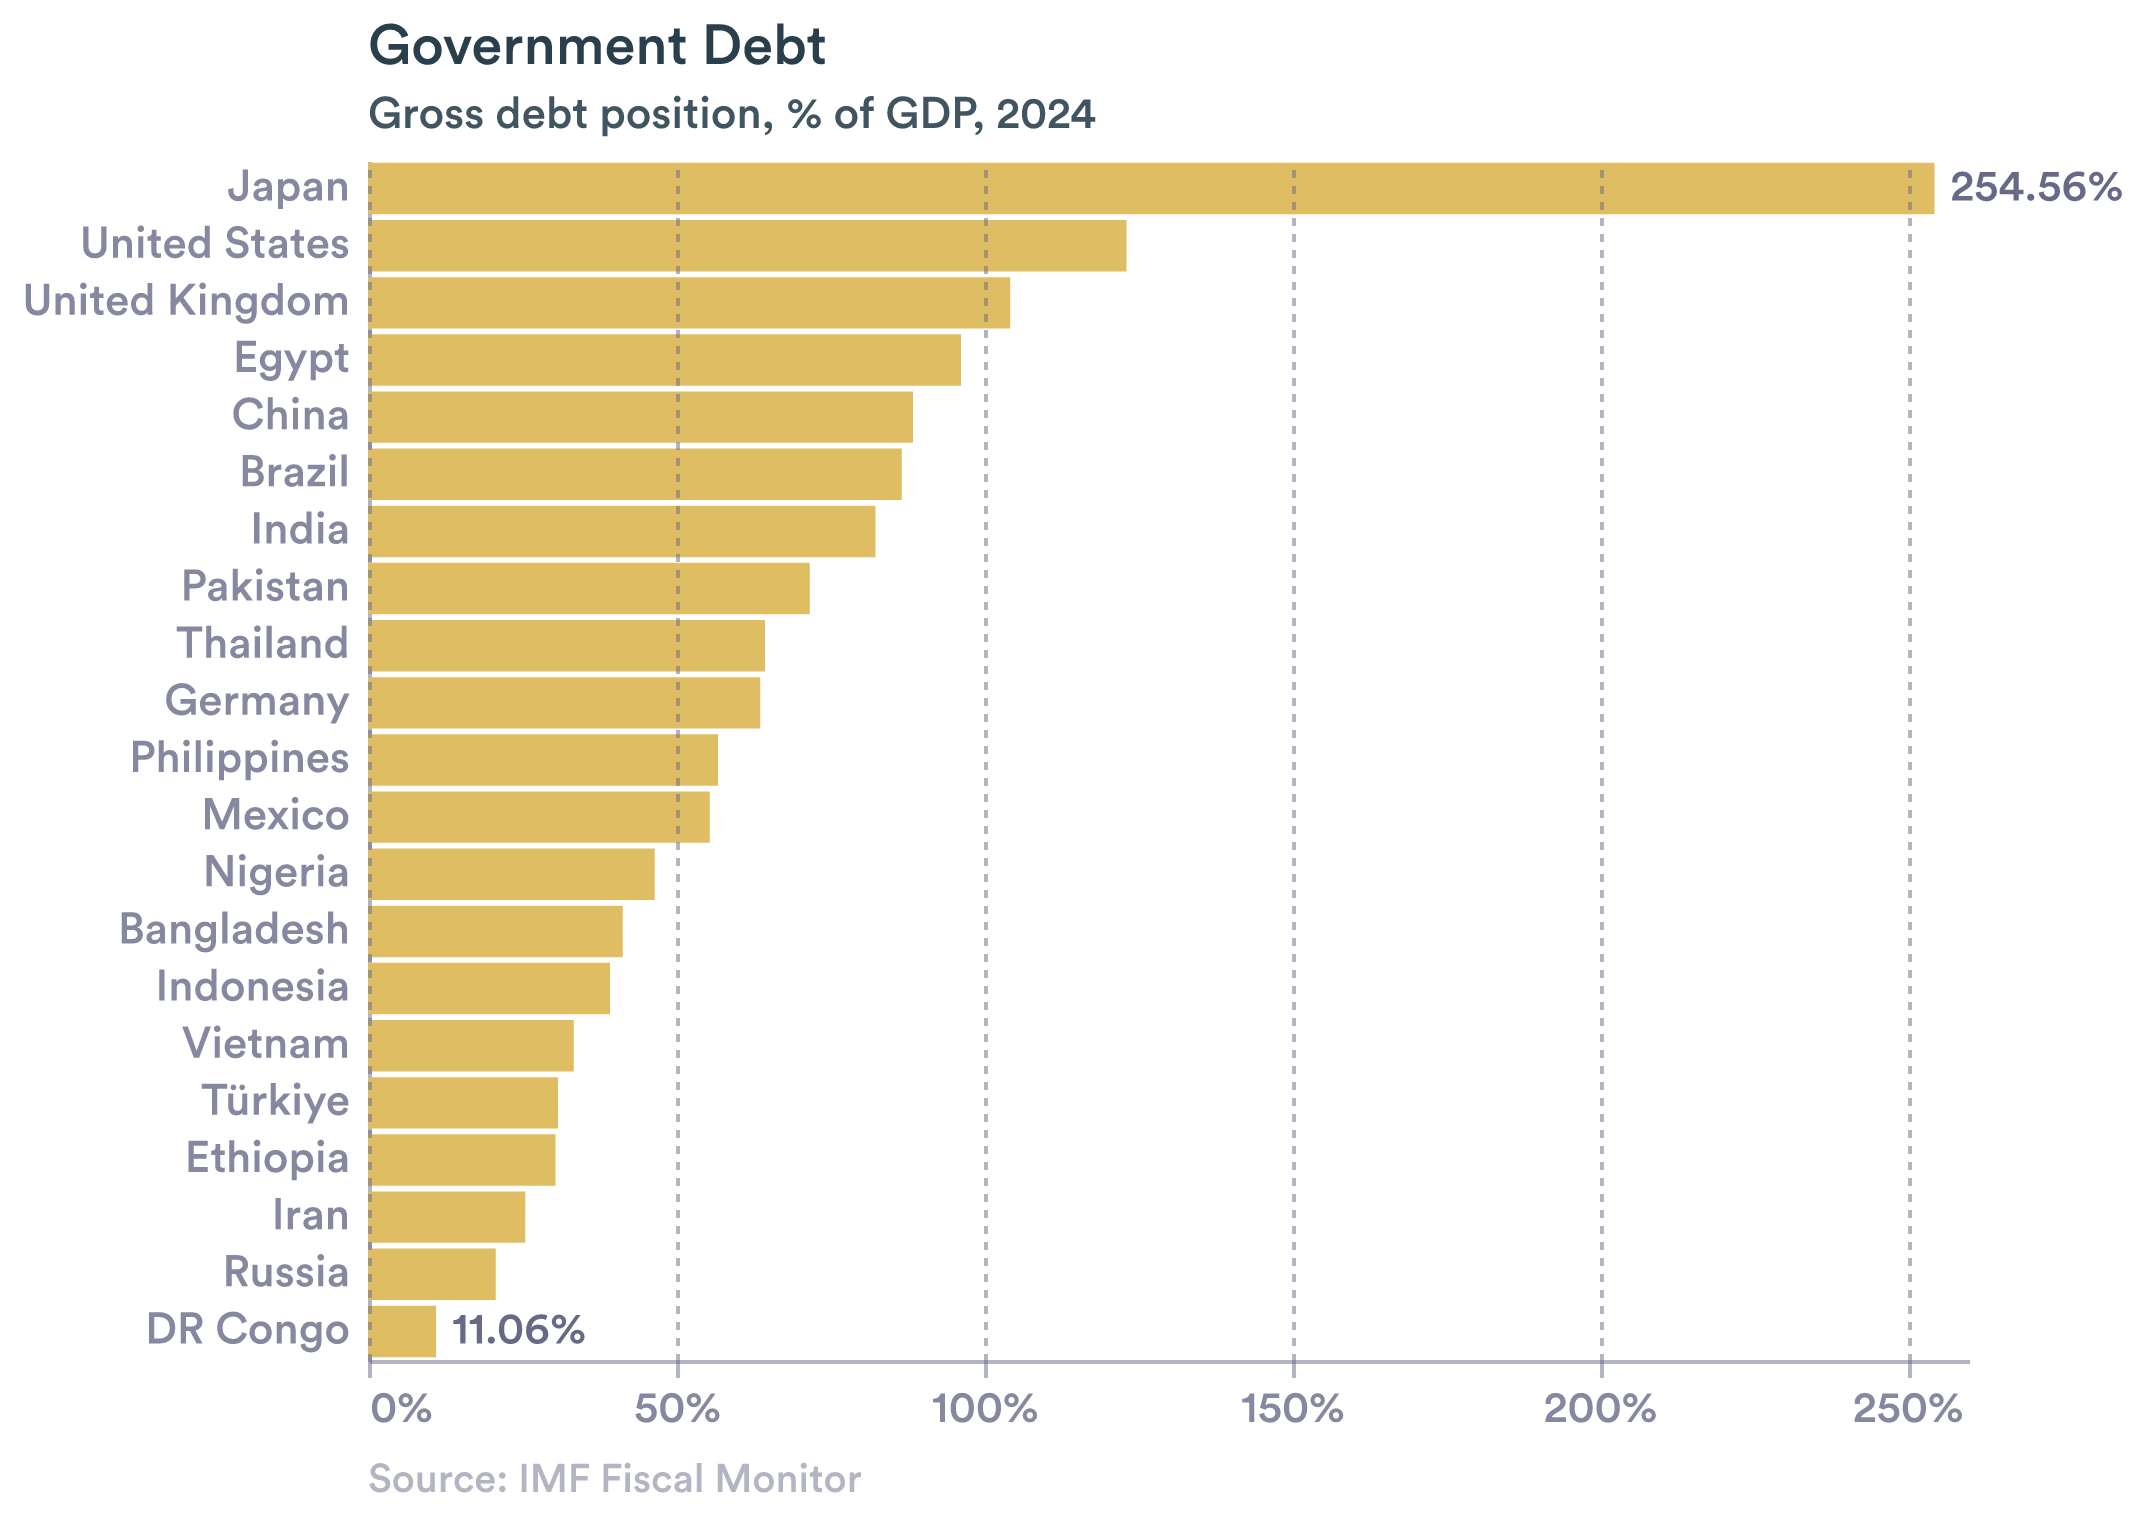 Government Debt
Gross debt position, % of GDP, 2024
Japan 254.56%
United States
United Kingdom
Egypt
China
Brazil
India
Pakistan
Thailand
Germany
Philippines
Mexico
Nigeria
Bangladesh
Indonesia
Vietnam
Türkiye
Ethiopia
Iran
Russia
DR Congo 11.06%
0% 50% 100% 150% 200% 250%
Source: IMF Fiscal Monitor